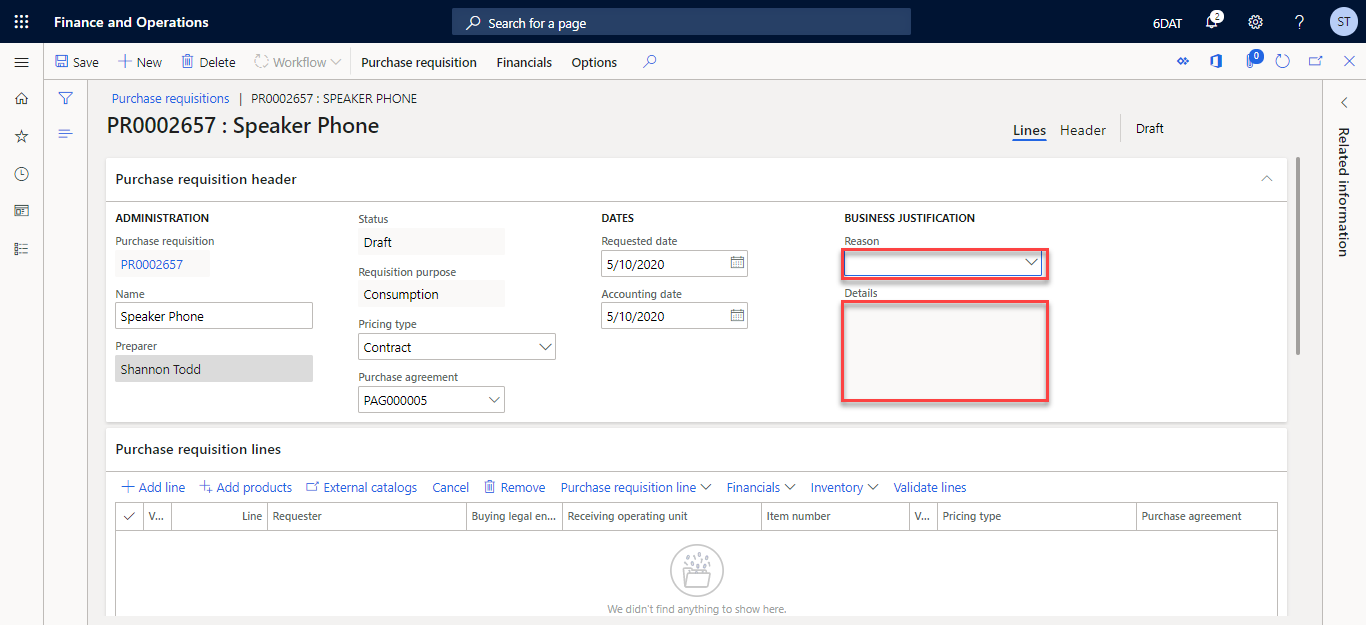 Finance and Operations
Search for a page
6DAT
2
?
ST
Save
New
Delete
Workflow
Purchase requisition
Financials
Options
0
Purchase requisitions | PR0002657 : SPEAKER PHONE
PR0002657 : Speaker Phone
Lines
Header
Draft
Related information
Purchase requisition header
ADMINISTRATION
Purchase requisition
PR0002657
Name
Speaker Phone
Preparer
Shannon Todd
Status
Draft
Requisition purpose
Consumption
Pricing type
Contract
Purchase agreement
PAG000005
DATES
Requested date
5/10/2020
Accounting date
5/10/2020
BUSINESS JUSTIFICATION
Reason
Details
Purchase requisition lines
Add line
Add products
External catalogs
Cancel
Remove
Purchase requisition line
Financials
Inventory
Validate lines
V...
Line
Requester
Buying legal en...
Receiving operating unit
Item number
V...
Pricing type
Purchase agreement
We didn't find anything to show here.